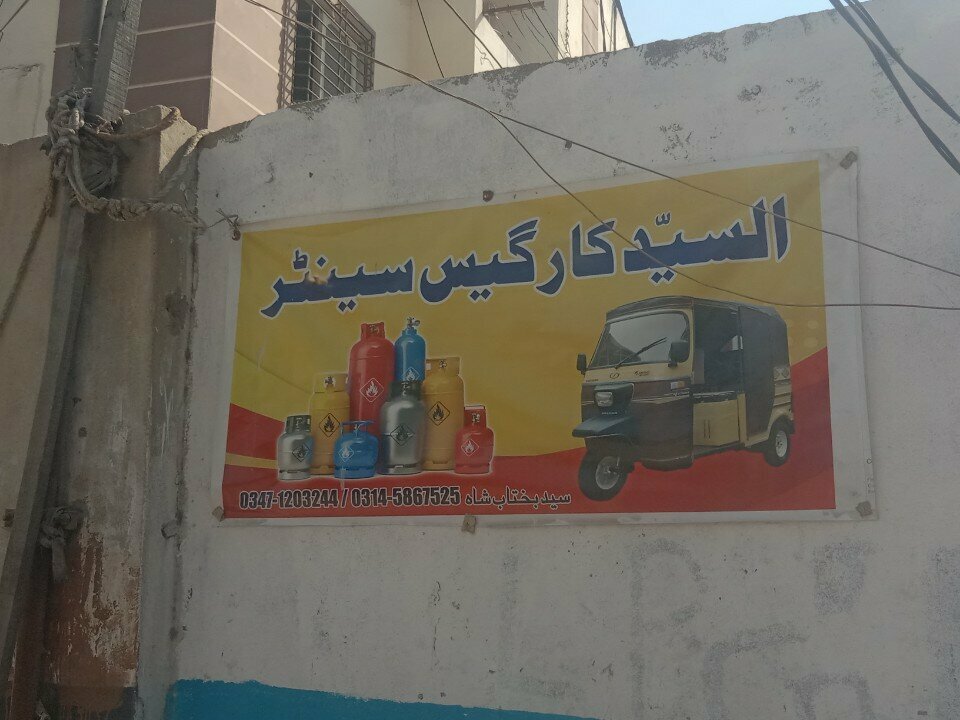 السیّد کار گیس سینٹر
سید بختاب شاہ 0314-5867525 / 0347-1203244